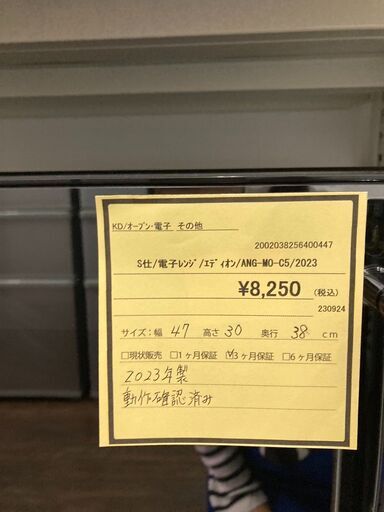 KD/オーブン・電子 その他
2002038256400447
S仕/電子レンジ/エディオン/ANG-MO-C5/2023
¥8,250 (税込)
230924
サイズ:幅 47 高さ 30 奥行 38 cm
□現状販売 □1ヶ月保証 ☑3ヶ月保証 □6ヶ月保証
2023年製
動作確認済み